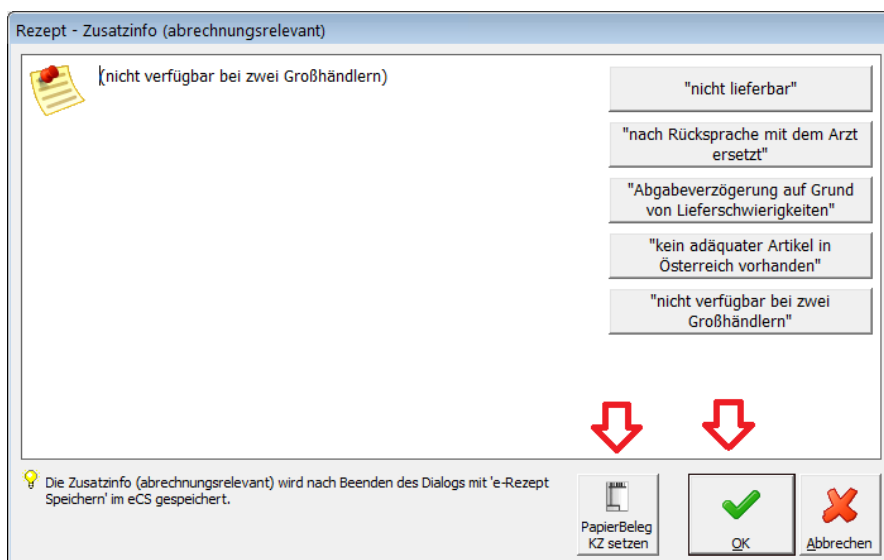 Rezept - Zusatzinfo (abrechnungsrelevant)
(nicht verfügbar bei zwei Großhändlern)
"nicht lieferbar"
"nach Rücksprache mit dem Arzt
ersetzt"
"Abgabeverzögerung auf Grund
von Lieferschwierigkeiten"
"kein adäquater Artikel in
Österreich vorhanden"
"nicht verfügbar bei zwei
Großhändlern"
Die Zusatzinfo (abrechnungsrelevant) wird nach Beenden des Dialogs mit 'e-Rezept
Speichern' im eCS gespeichert.
PapierBeleg
KZ setzen
OK
Abbrechen